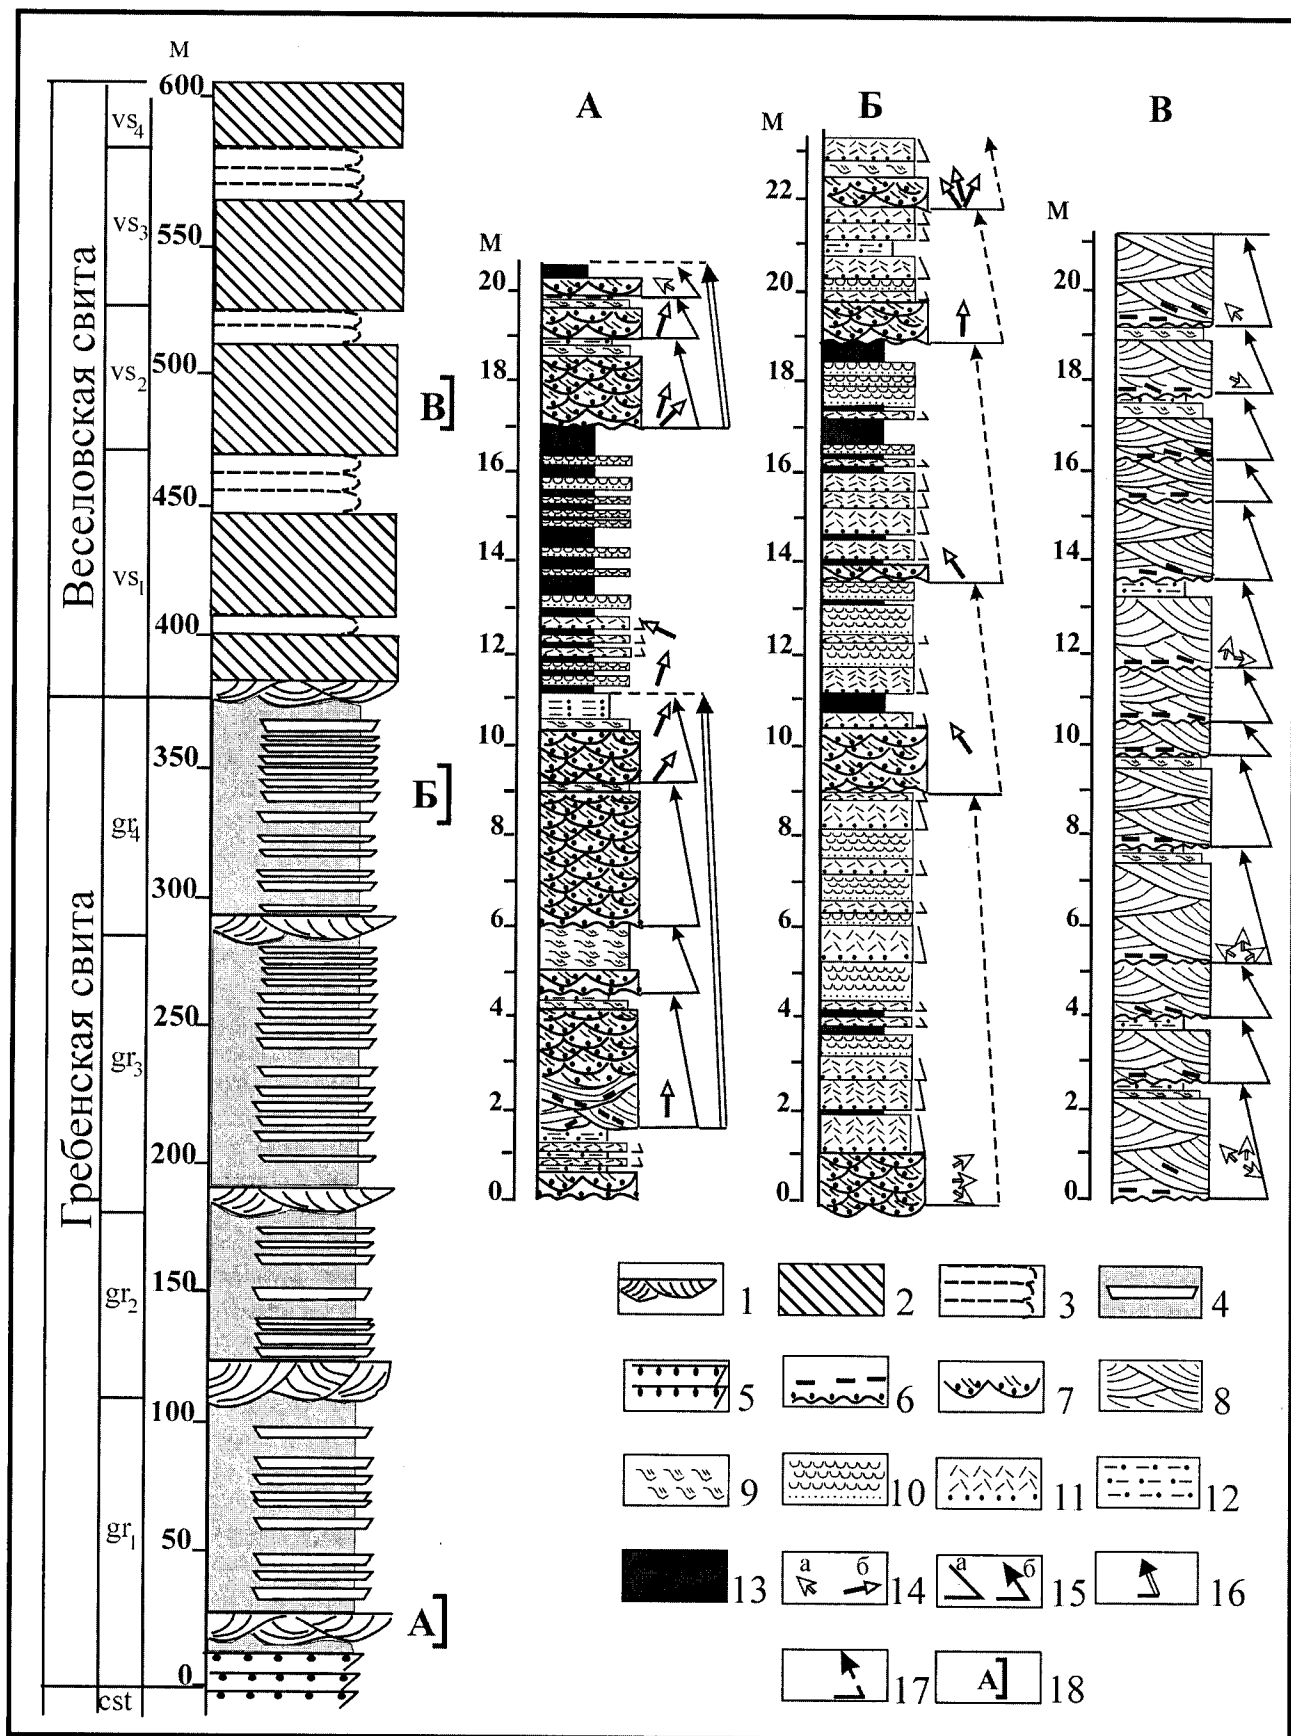 М
600
550
500
450
400
350
300
250
200
150
100
50
0
Веселовская свита
vs4
vs3
vs2
vs1
Гребенская свита
gr4
gr3
gr2
gr1
cst
В
Б
А
А
М
20
18
16
14
12
10
8
6
4
2
0
Б
М
22
20
18
16
14
12
10
8
6
4
2
0
В
М
20
18
16
14
12
10
8
6
4
2
0
1 2 3 4
5 6 7 8
9 10 11 12
13 а б 14 а б 15 16
17 А 18